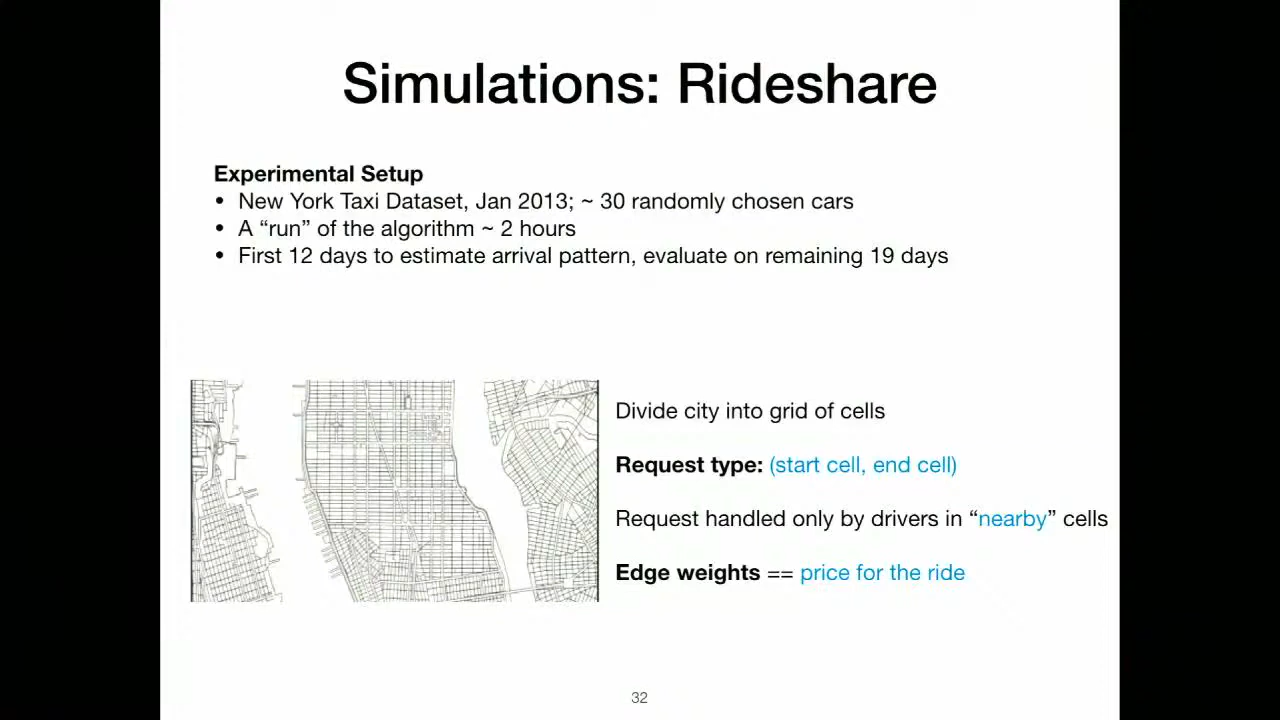 Simulations: Rideshare
Experimental Setup
• New York Taxi Dataset, Jan 2013; ~ 30 randomly chosen cars
• A “run” of the algorithm ~ 2 hours
• First 12 days to estimate arrival pattern, evaluate on remaining 19 days
Divide city into grid of cells
Request type: (start cell, end cell)
Request handled only by drivers in “nearby” cells
Edge weights == price for the ride
32